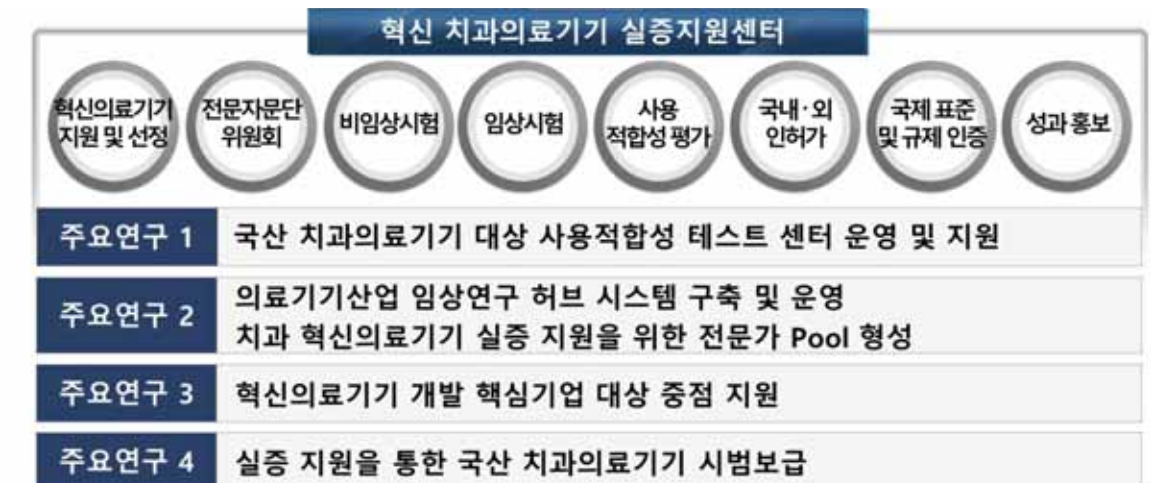 혁신 치과의료기기 실증지원센터
혁신의료기기
지원 및 선정
전문자문단
위원회
비임상시험
임상시험
사용
적합성 평가
국내·외
인허가
국제 표준
및 규제 인증
성과 홍보
주요연구 1
국산 치과의료기기 대상 사용적합성 테스트 센터 운영 및 지원
주요연구 2
의료기기산업 임상연구 허브 시스템 구축 및 운영
치과 혁신의료기기 실증 지원을 위한 전문가 Pool 형성
주요연구 3
혁신의료기기 개발 핵심기업 대상 중점 지원
주요연구 4
실증 지원을 통한 국산 치과의료기기 시범보급